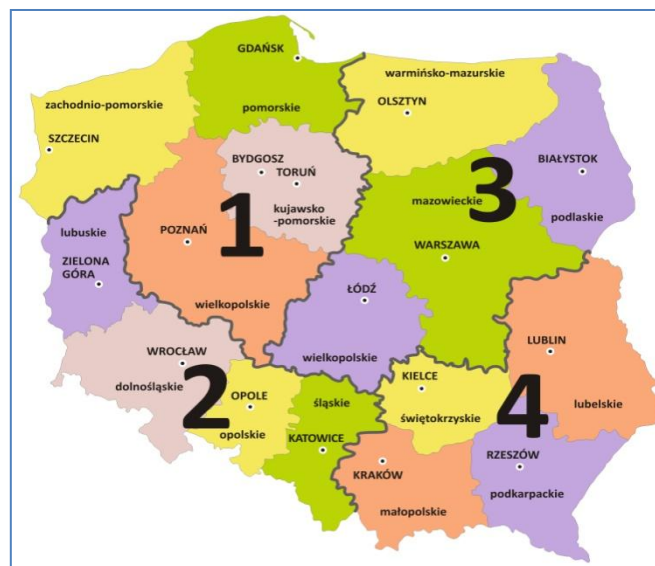 GDAŃSK
warmińsko-mazurskie
zachodnio-pomorskie
pomorskie
OLSZTYN
SZCZECIN
BYDGOSZ
TORUŃ
BIAŁYSTOK
3
mazowieckie
kujawsko
-pomorskie
podlaskie
lubuskie
POZNAŃ
1
WARSZAWA
ZIELONA
GÓRA
ŁÓDŹ
wielkopolskie
LUBLIN
WROCŁAW
wielkopolskie
dolnośląskie
2
KIELCE
4
OPOLE
śląskie
świętokrzyskie
lubelskie
opolskie
KATOWICE
RZESZÓW
KRAKÓW
podkarpackie
małopolskie